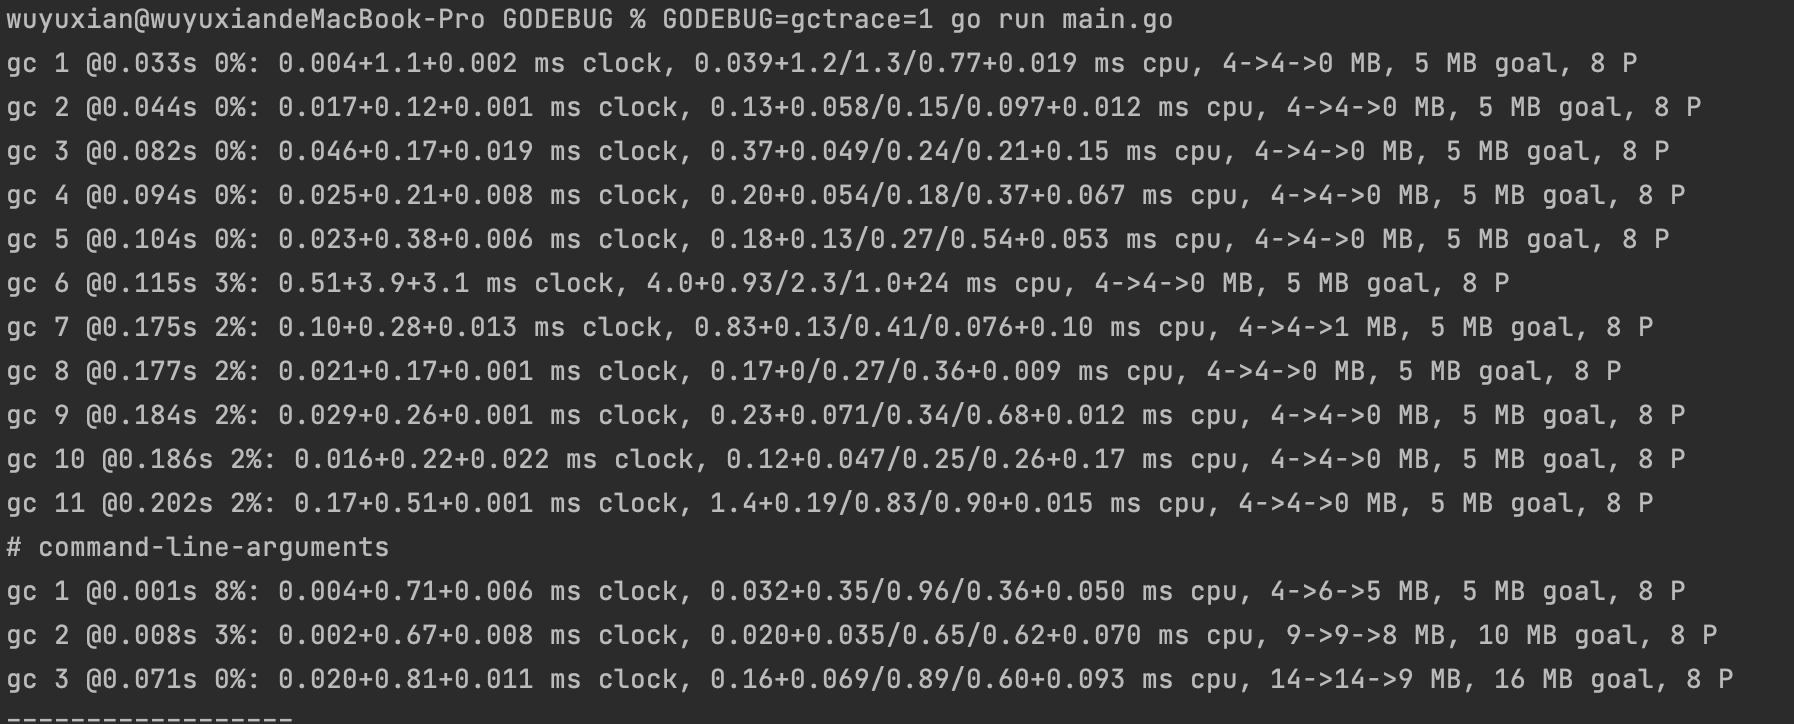 wuyuxian@wuyuxiandeMacBook-Pro GODEBUG % GODEBUG=gctrace=1 go run main.go
gc 1 @0.033s 0%: 0.004+1.1+0.002 ms clock, 0.039+1.2/1.3/0.77+0.019 ms cpu, 4->4->0 MB, 5 MB goal, 8 P
gc 2 @0.044s 0%: 0.017+0.12+0.001 ms clock, 0.13+0.058/0.15/0.097+0.012 ms cpu, 4->4->0 MB, 5 MB goal, 8 P
gc 3 @0.082s 0%: 0.046+0.17+0.019 ms clock, 0.37+0.049/0.24/0.21+0.15 ms cpu, 4->4->0 MB, 5 MB goal, 8 P
gc 4 @0.094s 0%: 0.025+0.21+0.008 ms clock, 0.20+0.054/0.18/0.37+0.067 ms cpu, 4->4->0 MB, 5 MB goal, 8 P
gc 5 @0.104s 0%: 0.023+0.38+0.006 ms clock, 0.18+0.13/0.27/0.54+0.053 ms cpu, 4->4->0 MB, 5 MB goal, 8 P
gc 6 @0.115s 3%: 0.51+3.9+3.1 ms clock, 4.0+0.93/2.3/1.0+24 ms cpu, 4->4->0 MB, 5 MB goal, 8 P
gc 7 @0.175s 2%: 0.10+0.28+0.013 ms clock, 0.83+0.13/0.41/0.076+0.10 ms cpu, 4->4->1 MB, 5 MB goal, 8 P
gc 8 @0.177s 2%: 0.021+0.17+0.001 ms clock, 0.17+0/0.27/0.36+0.009 ms cpu, 4->4->0 MB, 5 MB goal, 8 P
gc 9 @0.184s 2%: 0.029+0.26+0.001 ms clock, 0.23+0.071/0.34/0.68+0.012 ms cpu, 4->4->0 MB, 5 MB goal, 8 P
gc 10 @0.186s 2%: 0.016+0.22+0.022 ms clock, 0.12+0.047/0.25/0.26+0.17 ms cpu, 4->4->0 MB, 5 MB goal, 8 P
gc 11 @0.202s 2%: 0.17+0.51+0.001 ms clock, 1.4+0.19/0.83/0.90+0.015 ms cpu, 4->4->0 MB, 5 MB goal, 8 P
# command-line-arguments
gc 1 @0.001s 8%: 0.004+0.71+0.006 ms clock, 0.032+0.35/0.96/0.36+0.050 ms cpu, 4->6->5 MB, 5 MB goal, 8 P
gc 2 @0.008s 3%: 0.002+0.67+0.008 ms clock, 0.020+0.035/0.65/0.62+0.070 ms cpu, 9->9->8 MB, 10 MB goal, 8 P
gc 3 @0.071s 0%: 0.020+0.81+0.011 ms clock, 0.16+0.069/0.89/0.60+0.093 ms cpu, 14->14->9 MB, 16 MB goal, 8 P
------------------